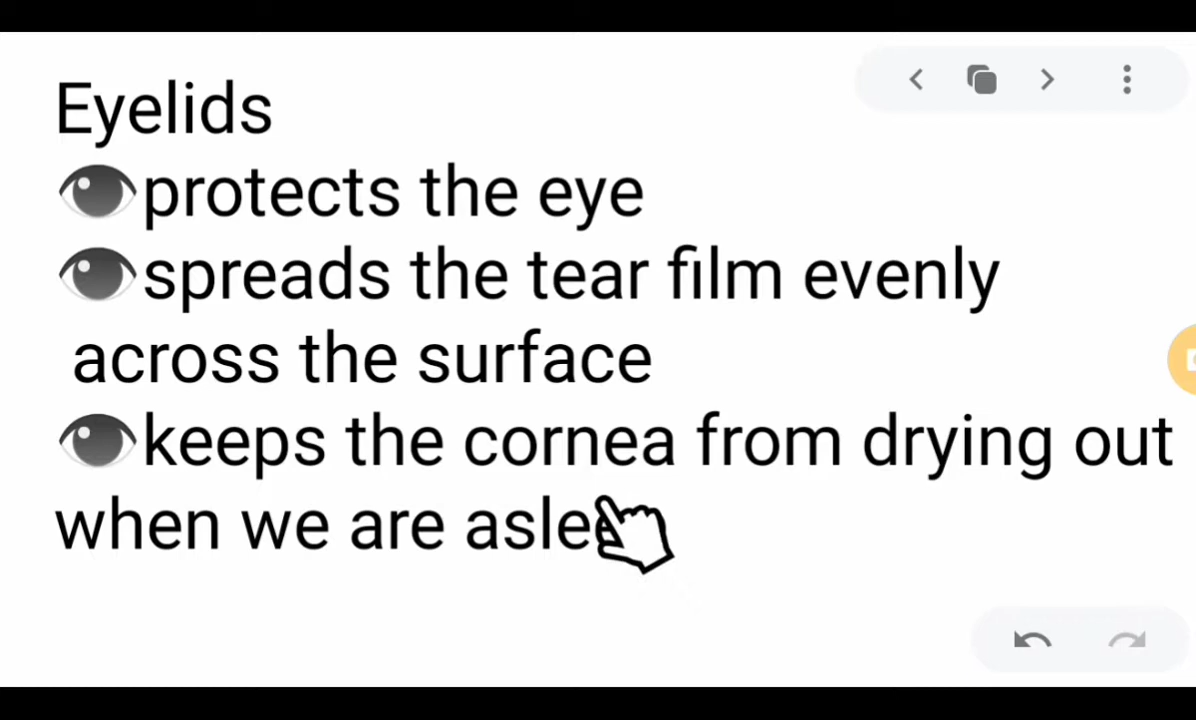 Eyelids
👁protects the eye
👁spreads the tear film evenly
across the surface
👁keeps the cornea from drying out
when we are